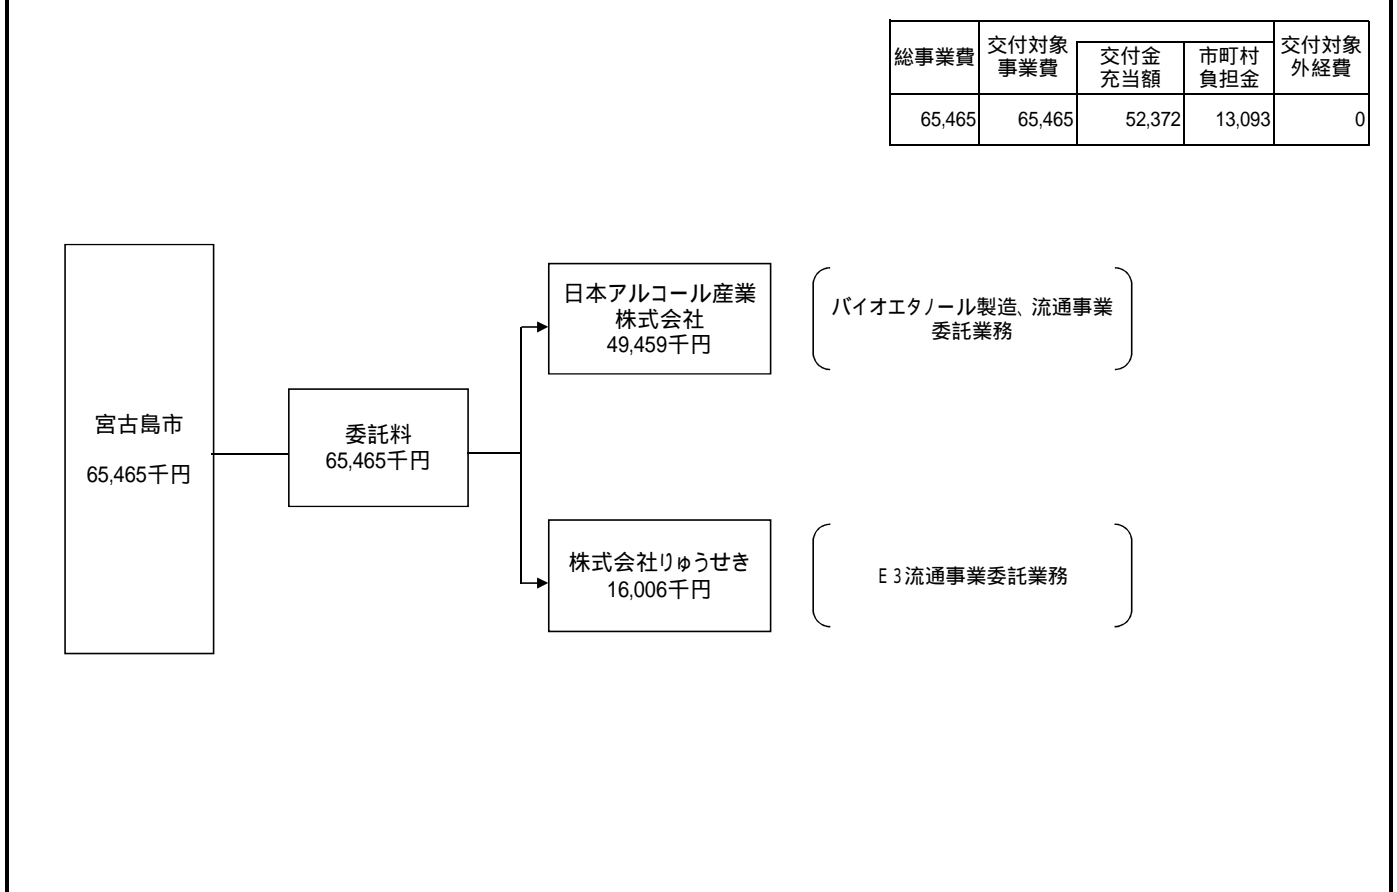 総事業費
交付対象
事業費
交付金
充当額
市町村
負担金
交付対象
外経費
65,465
65,465
52,372
13,093
0
宮古島市
65,465千円
委託料
65,465千円
日本アルコール産業
株式会社
49,459千円
バイオエタノール製造、流通事業
委託業務
株式会社りゅうせき
16,006千円
E3流通事業委託業務